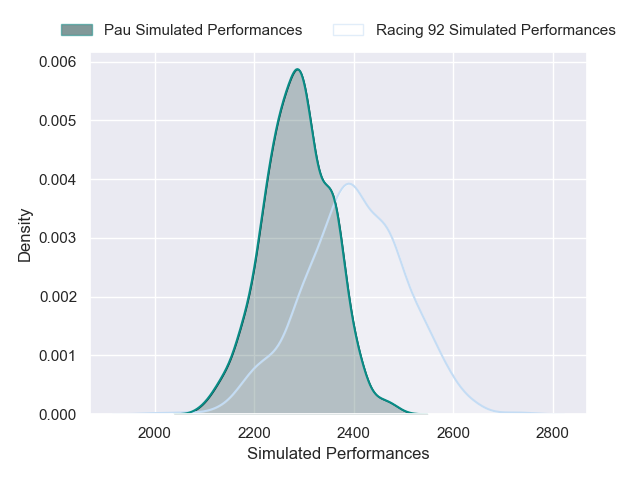 Pau Simulated Performances Racing 92 Simulated Performances
0.006
0.005
0.004
0.003
0.002
0.001
0.000
Density
2000 2200 2400 2600 2800
Simulated Performances